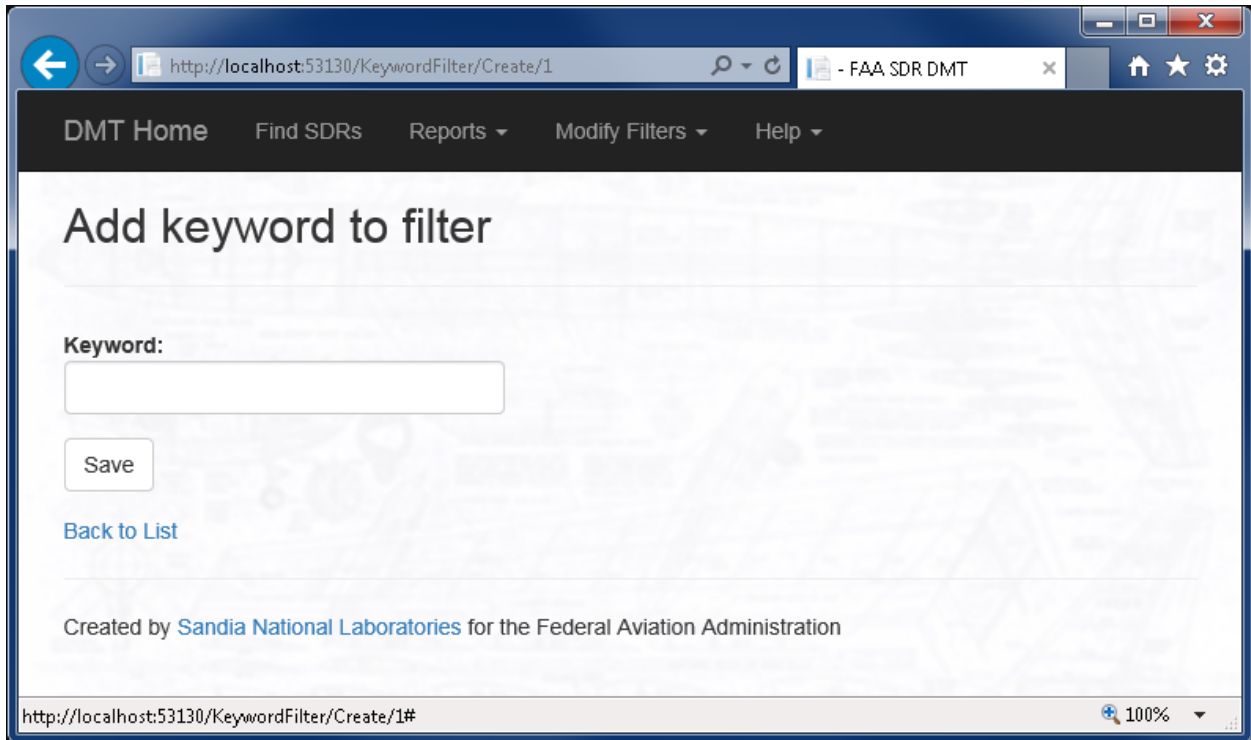 http://localhost:53130/KeywordFilter/Create/1
- FAA SDR DMT
DMT Home Find SDRs Reports Modify Filters Help
Add keyword to filter
Keyword:
Save
Back to List
Created by Sandia National Laboratories for the Federal Aviation Administration
http://localhost:53130/KeywordFilter/Create/1#
100%